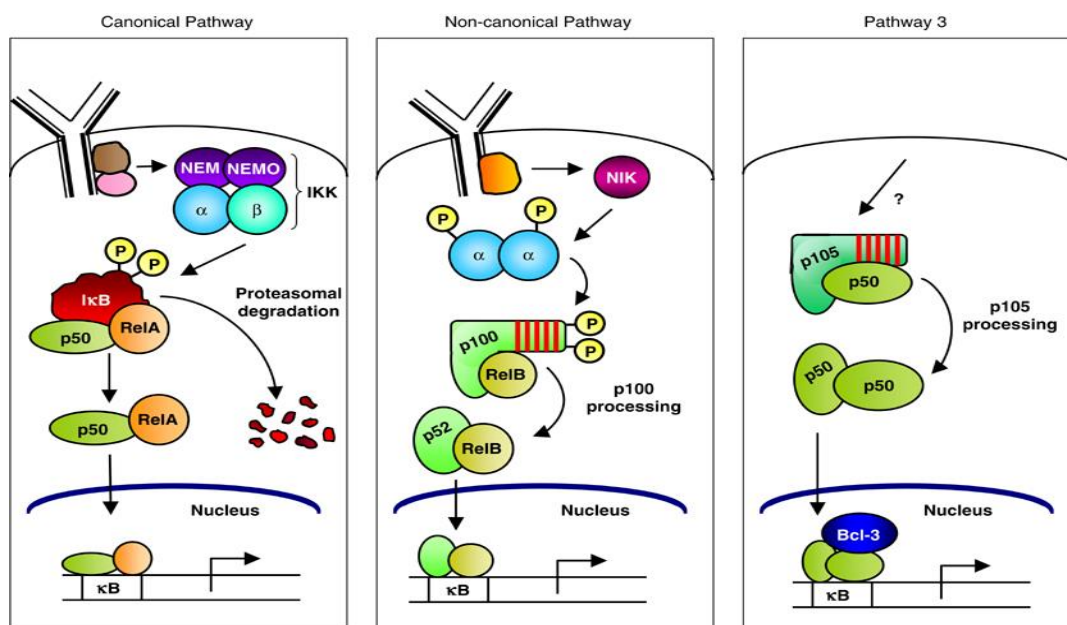 Canonical Pathway
NEM NEMO
IKK
α β
P P
IκB
p50 RelA
Proteasomal
degradation
p50 RelA
Nucleus
κB
Non-canonical Pathway
NIK
P P
α α
p100
P
P
RelB
p100
processing
p52
RelB
Nucleus
κB
Pathway 3
?
p105
p50
p105
processing
p50 p50
Nucleus
Bcl-3
κB